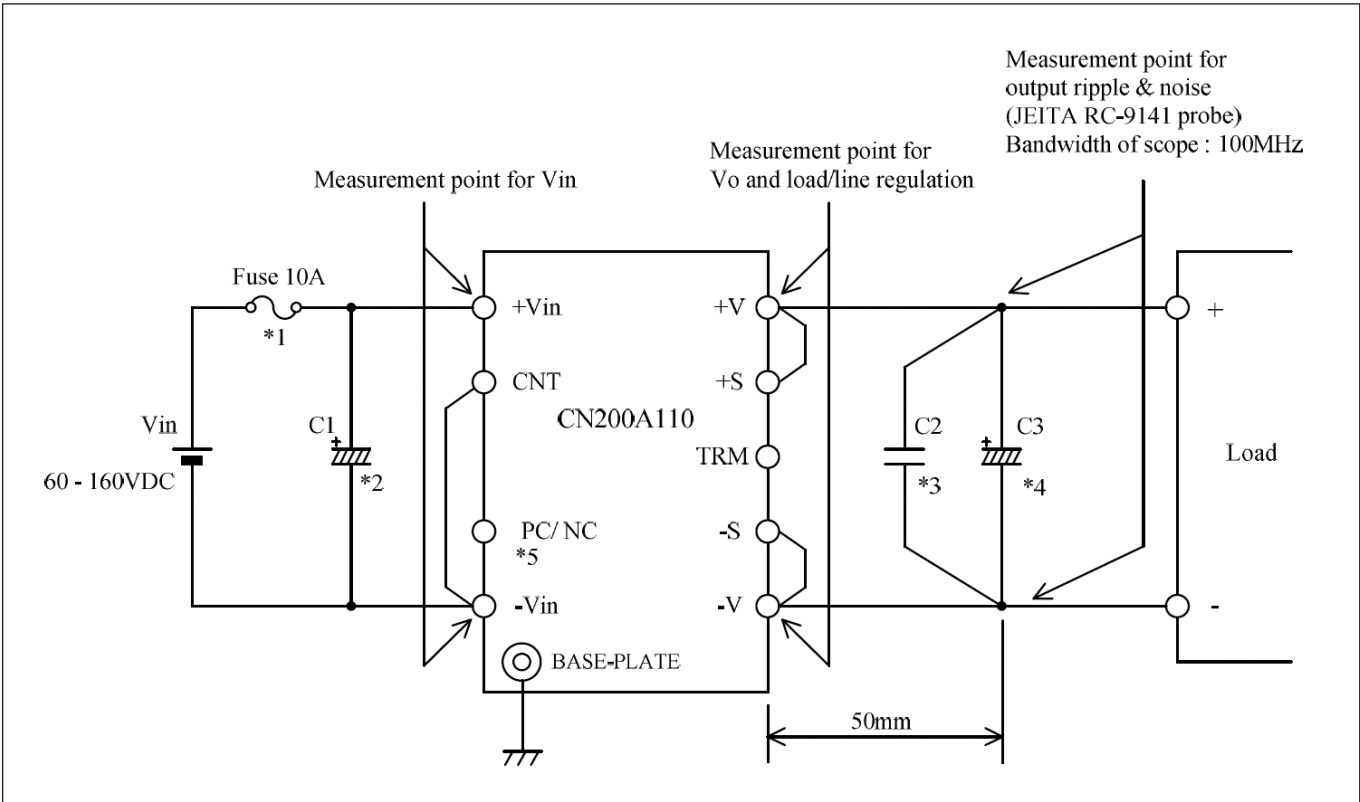 Measurement point for
output ripple & noise
(JEITA RC-9141 probe)
Bandwidth of scope : 100MHz
Measurement point for
Vo and load/line regulation
Measurement point for Vin
Fuse 10A
*1
+Vin
+V
+
CNT
+S
CN200A110
Vin
60 - 160VDC
C1
+
*2
TRM
C2
*3
C3
+
*4
Load
PC/ NC
*5
-S
-Vin
-V
-
BASE-PLATE
50mm